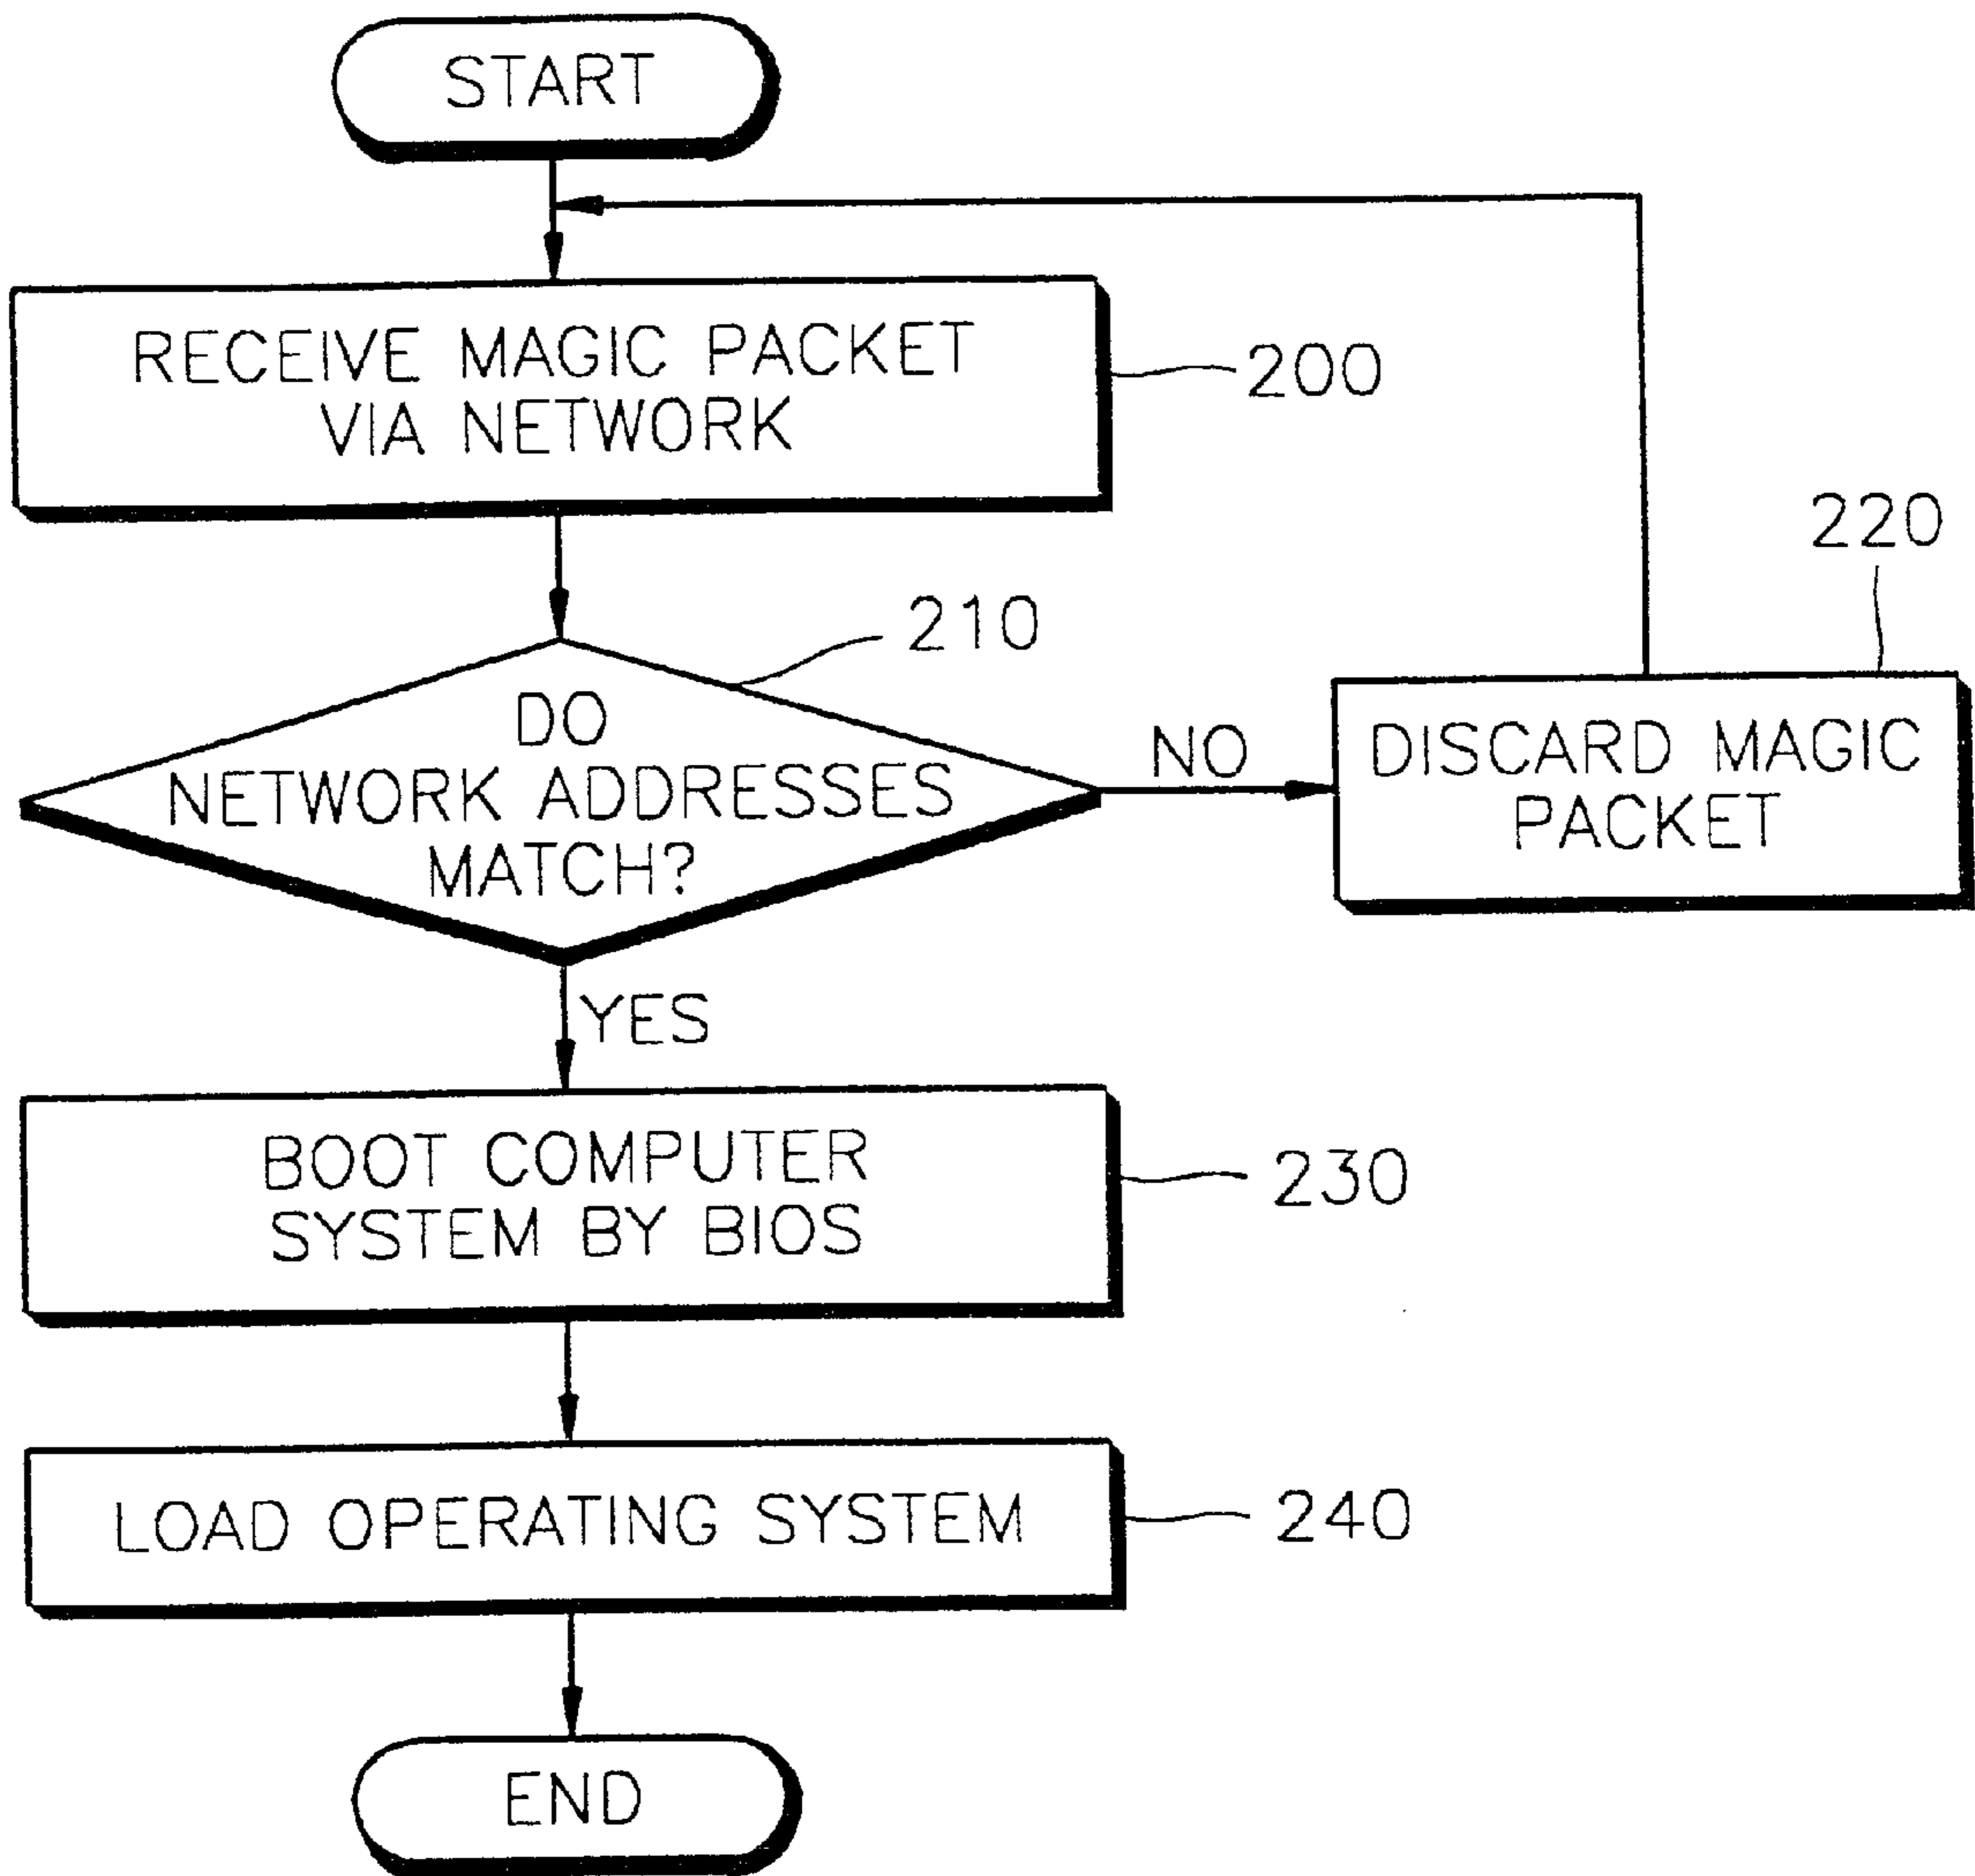 START
RECEIVE MAGIC PACKET
VIA NETWORK
200
220
210
DO
NETWORK ADDRESSES
MATCH?
NO
DISCARD MAGIC
PACKET
YES
BOOT COMPUTER
SYSTEM BY BIOS
230
LOAD OPERATING SYSTEM
240
END